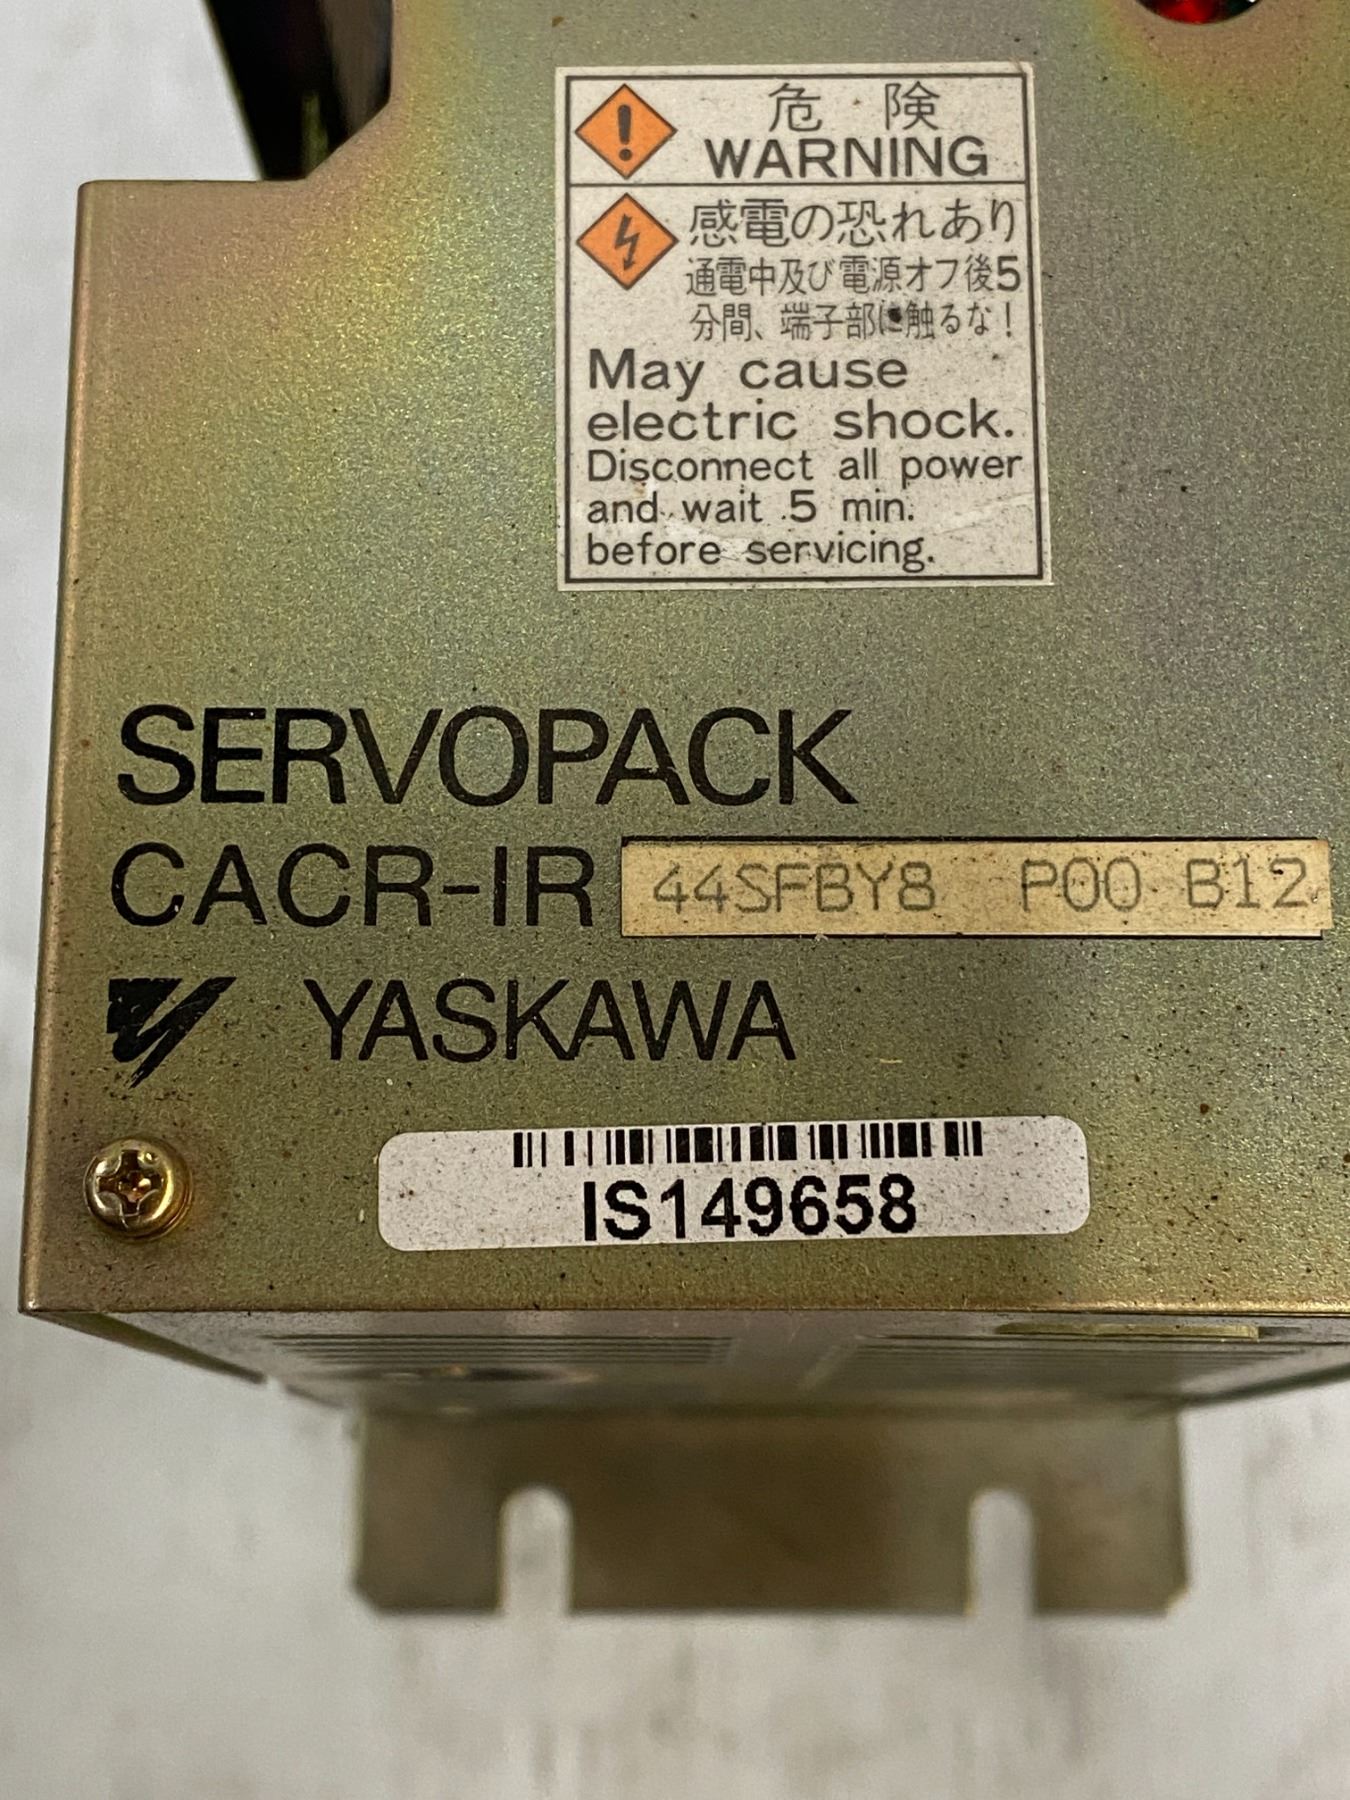 危 険
WARNING
感電の恐れあり
通電中及び電源オフ後5
分間、端子部に触るな!
May cause
electric shock.
Disconnect all power
and wait 5 min.
before servicing.
SERVOPACK
CACR-IR 44SFBY8 P00 B12
YASKAWA
IS149658